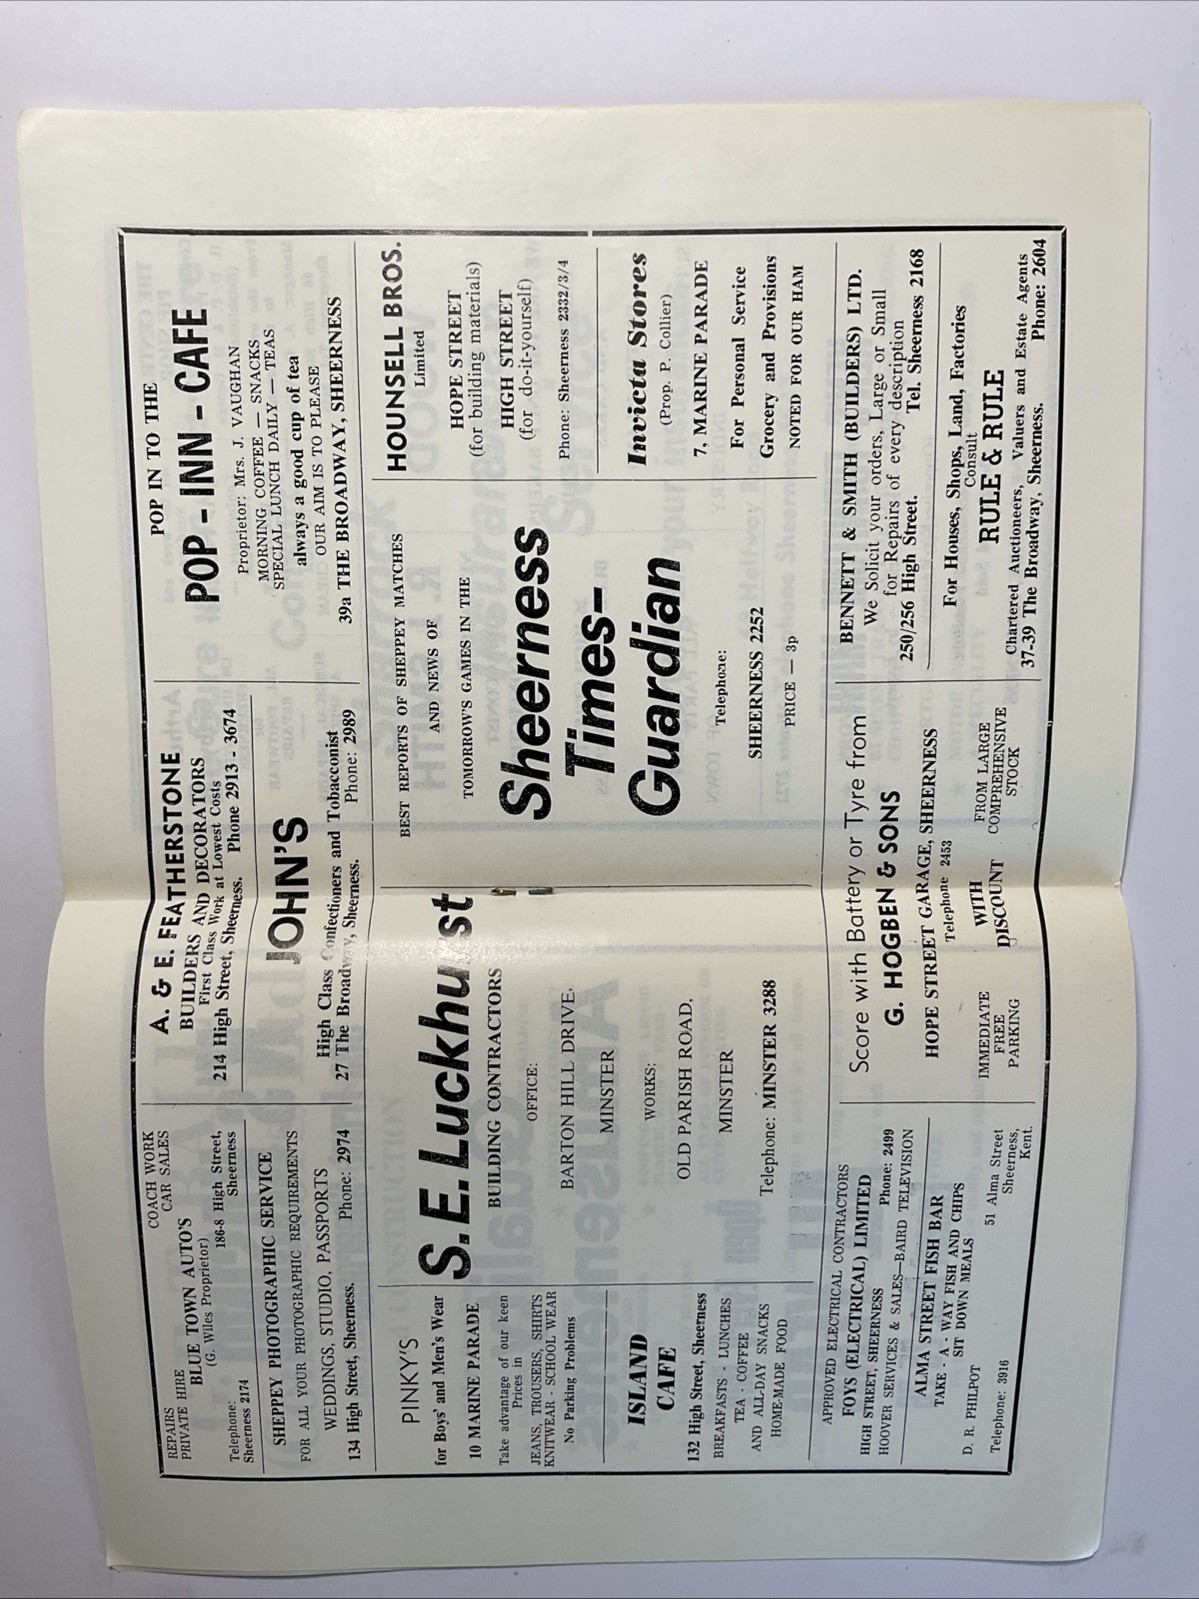 REPAIRS
PRIVATE HIRE
COACH WORK
CAR SALES
BLUE TOWN AUTO'S
(G. Wiles Proprietor)
Telephone:
Sheerness 2174
186-8 High Street,
Sheerness
SHEPPEY PHOTOGRAPHIC SERVICE
FOR ALL YOUR PHOTOGRAPHIC REQUIREMENTS
WEDDINGS, STUDIO, PASSPORTS
134 High Street, Sheerness. Phone: 2974
A. & E. FEATHERSTONE
BUILDERS AND DECORATORS
First Class Work at Lowest Costs
214 High Street, Sheerness. Phone 2913 - 3674
JOHN'S
High Class Confectioners and Tobacconist
27 The Broadway, Sheerness. Phone: 2989
POP IN TO THE
POP - INN - CAFE
Proprietor: Mrs. J. VAUGHAN
MORNING COFFEE — SNACKS
SPECIAL LUNCH DAILY — TEAS
always a good cup of tea
OUR AIM IS TO PLEASE
39a THE BROADWAY, SHEERNESS
PINKY'S
for Boys' and Men's Wear
10 MARINE PARADE
Take advantage of our keen
Prices in
JEANS, TROUSERS, SHIRTS
KNITWEAR - SCHOOL WEAR
No Parking Problems
ISLAND
CAFE
132 High Street, Sheerness
BREAKFASTS - LUNCHES
TEA - COFFEE
AND ALL-DAY SNACKS
HOME-MADE FOOD
S.E. Luckhurst
BUILDING CONTRACTORS
OFFICE:
BARTON HILL DRIVE,
MINSTER
WORKS:
OLD PARISH ROAD,
MINSTER
Telephone: MINSTER 3288
BEST REPORTS OF SHEPPEY MATCHES
AND NEWS OF
TOMORROW'S GAMES IN THE
Sheerness
Times-
Guardian
Telephone:
SHEERNESS 2252
PRICE — 3p
HOUNSELL BROS.
Limited
HOPE STREET
(for building materials)
HIGH STREET
(for do-it-yourself)
Phone: Sheerness 2332/3/4
Invicta Stores
(Prop. P. Collier)
7, MARINE PARADE
For Personal Service
Grocery and Provisions
NOTED FOR OUR HAM
APPROVED ELECTRICAL CONTRACTORS
FOYS (ELECTRICAL) LIMITED
HIGH STREET, SHEERNESS Phone: 2499
HOOVER SERVICES & SALES—BAIRD TELEVISION
ALMA STREET FISH BAR
TAKE - A - WAY FISH AND CHIPS
SIT DOWN MEALS
D. R. PHILPOT
Telephone: 3916
51 Alma Street
Sheerness,
Kent.
Score with Battery or Tyre from
G. HOGBEN & SONS
HOPE STREET GARAGE, SHEERNESS
Telephone 2453
IMMEDIATE
FREE
PARKING
WITH
DISCOUNT
FROM LARGE
COMPREHENSIVE
STOCK
BENNETT & SMITH (BUILDERS) LTD.
We Solicit your orders, Large or Small
for Repairs of every description
250/256 High Street. Tel. Sheerness 2168
For Houses, Shops, Land, Factories
Consult
RULE & RULE
Chartered Auctioneers, Valuers and Estate Agents
37-39 The Broadway, Sheerness. Phone: 2604